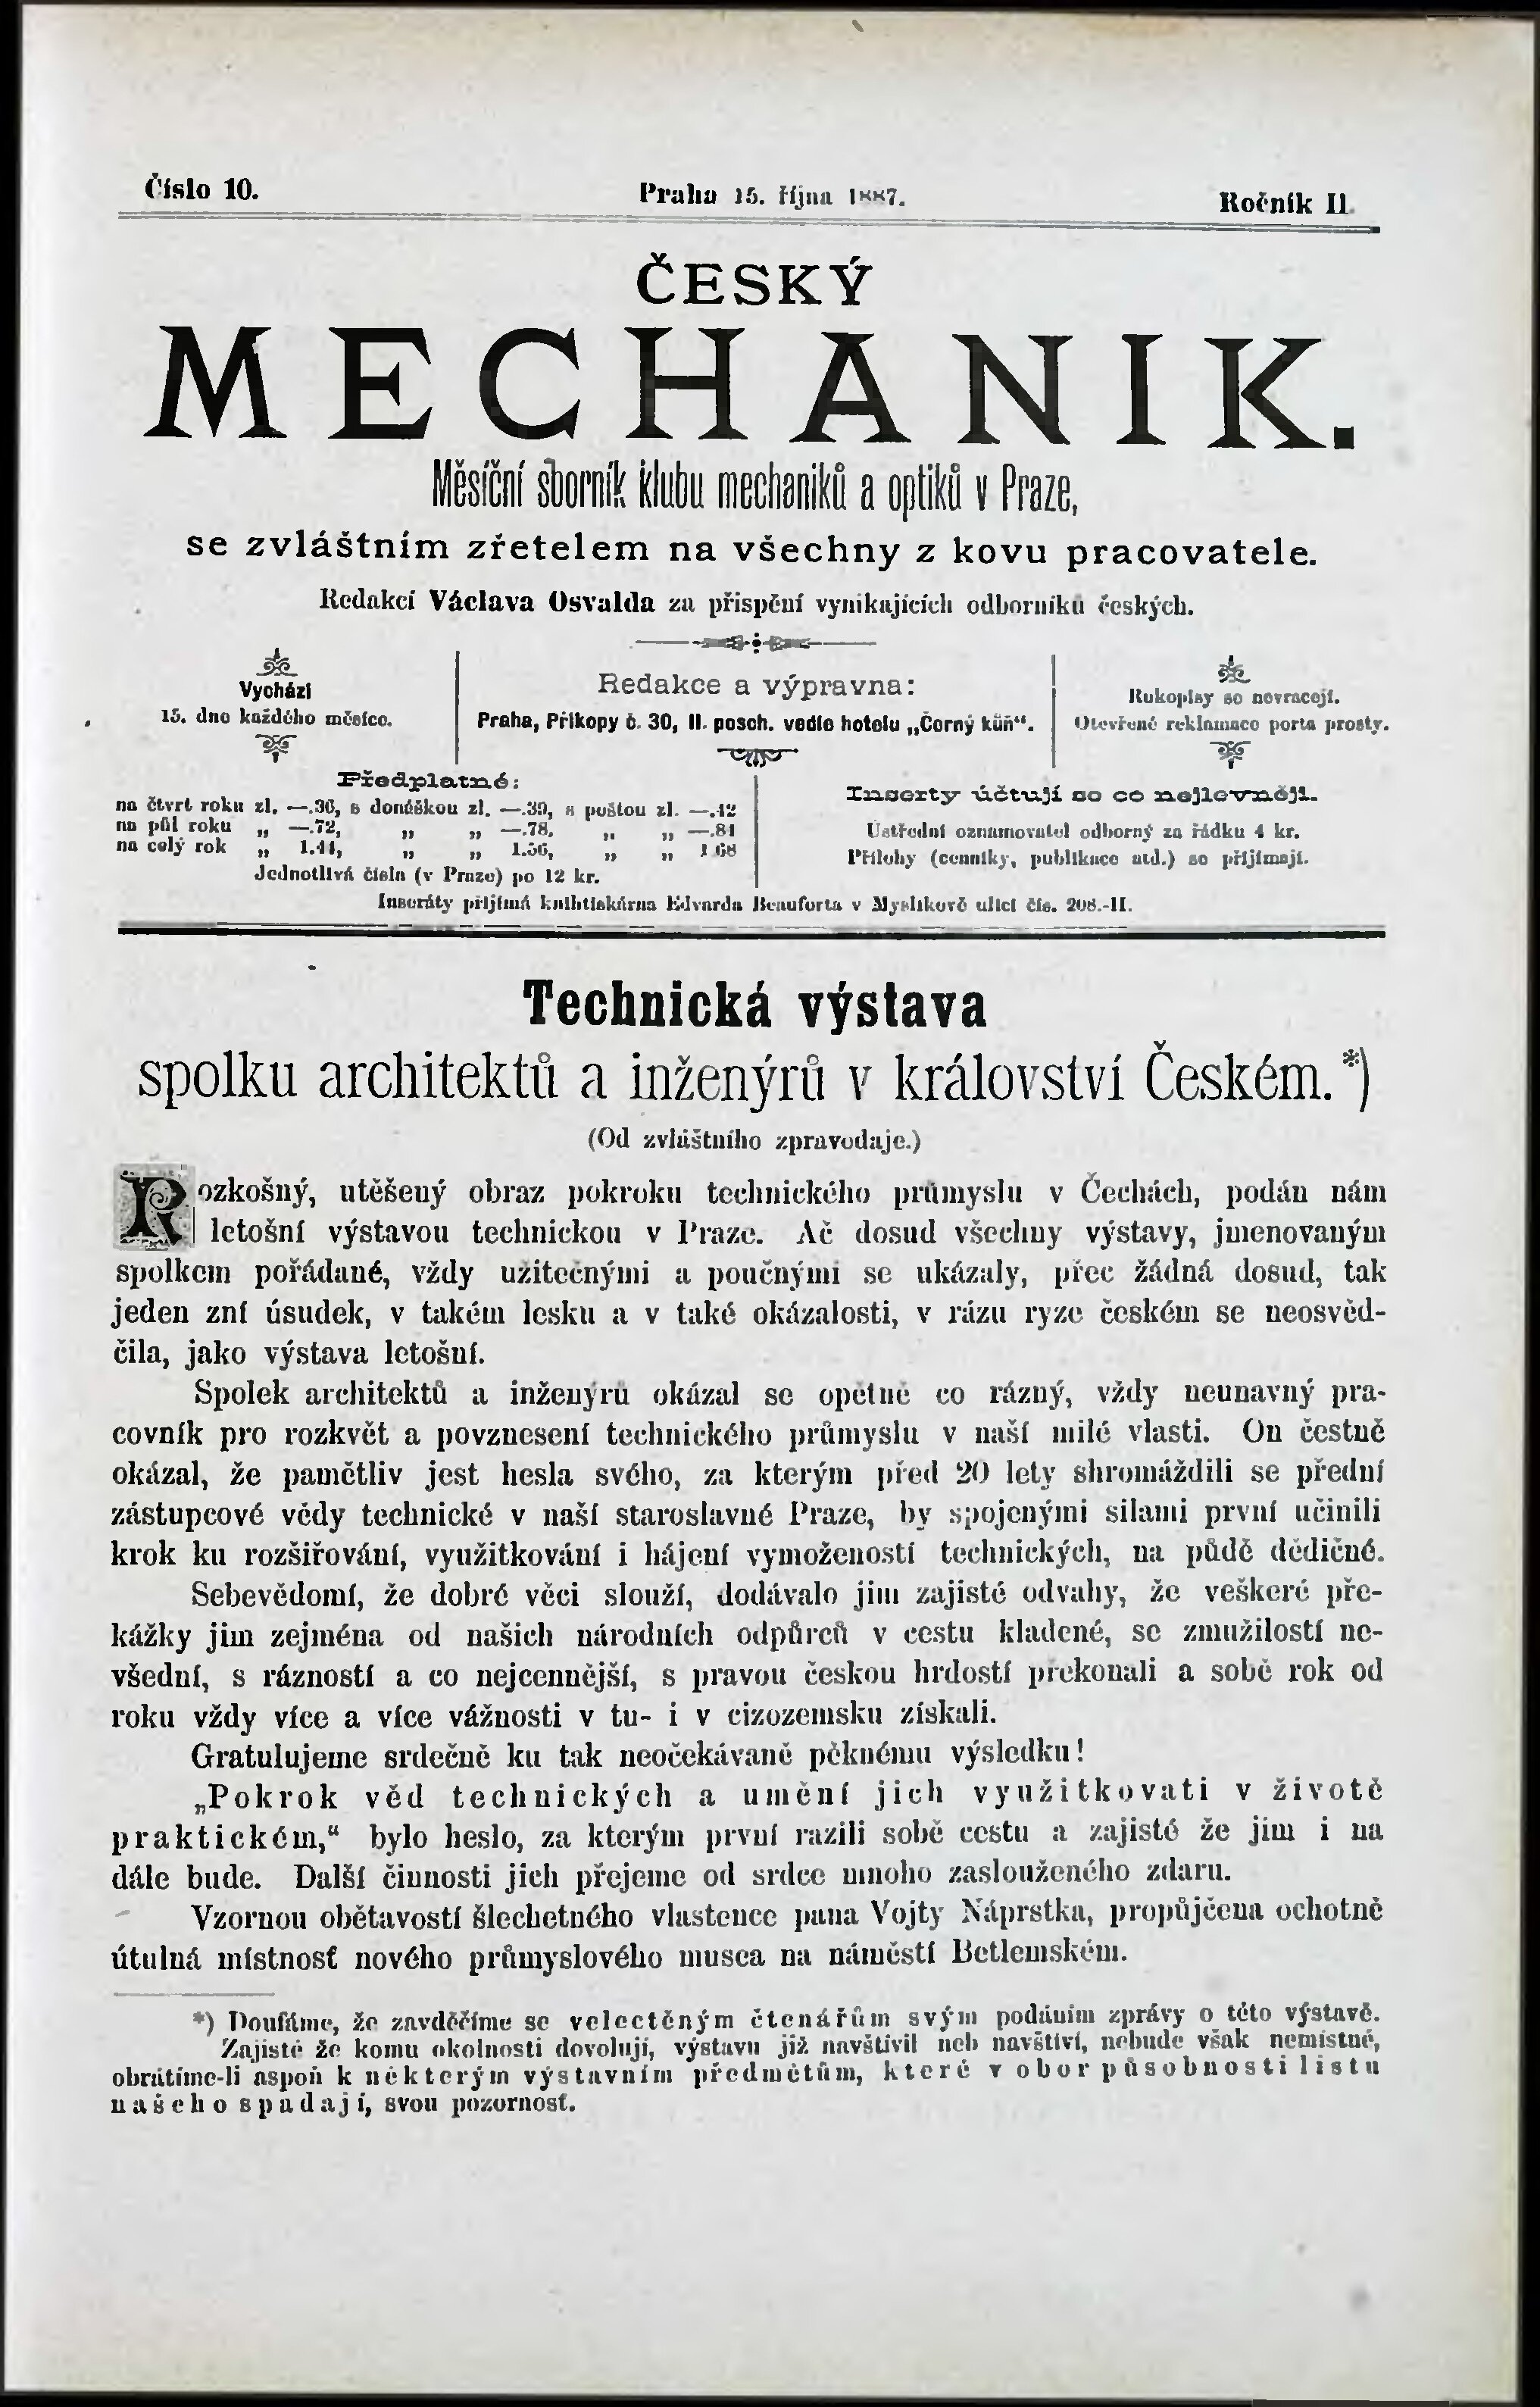 Číslo 10.
Praha 15. října 1887.
Ročník II.
ČESKÝ
MECHANIK.
Měsíční sborník klubu mechaniků a optiků v Praze,
se zvláštním zřetelem na všechny z kovu pracovatele.
Redakcí Václava Osvalda za přispění vynikajících odborníků českých.
Vychází
15. dne každého měsíce.
Redakce a výpravna:
Praha, Příkopy č. 30, II. posch. vedle hotelu „Černý kůň“.
Rukopisy se nevracejí.
Otevřené reklamace porta prosty.
Předplatné:
na čtvrt roku zl. —.36, s donáškou zl. —.39, s poštou zl. —.42
na půl roku „ —.72, „ „ —.78, „ „ —.84
na celý rok „ 1.44, „ „ 1.56, „ „ 1.68
Jednotlivá čísla (v Praze) po 12 kr.
Inserty účtují se co nejlevněji.
Ústřední oznamovatel odborný za řádku 4 kr.
Přílohy (cenníky, publikace atd.) se přijímají.
Inseráty přijímá knihtiskárna Edvarda Beauforta v Myslíkově ulici čís. 208.-II.
Technická výstava
spolku architektů a inženýrů v království Českém.*)
(Od zvláštního zpravodaje.)
Rozkošný, utěšený obraz pokroku technického průmyslu v Čechách, podán nám
letošní výstavou technickou v Praze. Ač dosud všechny výstavy, jmenovaným
spolkem pořádané, vždy užitečnými a poučnými se ukázaly, přec žádná dosud, tak
jeden zní úsudek, v takém lesku a v také okázalosti, v rázu ryze českém se neosvěd-
čila, jako výstava letošní.
Spolek architektů a inženýrů okázal se opětně co rázný, vždy neunavný pra-
covník pro rozkvět a povznesení technického průmyslu v naší milé vlasti. On čestně
okázal, že pamětliv jest hesla svého, za kterým před 20 lety shromáždili se přední
zástupcové vědy technické v naší staroslavné Praze, by spojenými silami první učinili
krok ku rozšiřování, využitkování i hájení vymožeností technických, na půdě dědičné.
Sebevědomí, že dobré věci slouží, dodávalo jim zajisté odvahy, že veškeré pře-
kážky jim zejména od našich národních odpůrců v cestu kladené, se zmužilostí ne-
všední, s rázností a co nejcennější, s pravou českou hrdostí překonali a sobě rok od
roku vždy více a více vážnosti v tu- i v cizozemsku získali.
Gratulujeme srdečně ku tak neočekávaně pěknému výsledku!
„Pokrok věd technických a umění jich využitkovati v životě
praktickém,“ bylo heslo, za kterým první razili sobě cestu a zajisté že jim i na
dále bude. Další činnosti jich přejeme od srdce mnoho zaslouženého zdaru.
Vzornou obětavostí šlechetného vlastence pana Vojty Náprstka, propůjčena ochotně
útulná místnosť nového průmyslového musea na náměstí Betlemském.
*) Doufáme, že zavděčíme se velectěným čtenářům svým podáním zprávy o této výstavě.
Zajisté že komu okolnosti dovolují, výstavu již navštívil neb navštíví, nebude však nemístné,
obrátíme-li aspoň k některým výstavním předmětům, které v obor působnosti listu
našeho spadají, svou pozornosť.